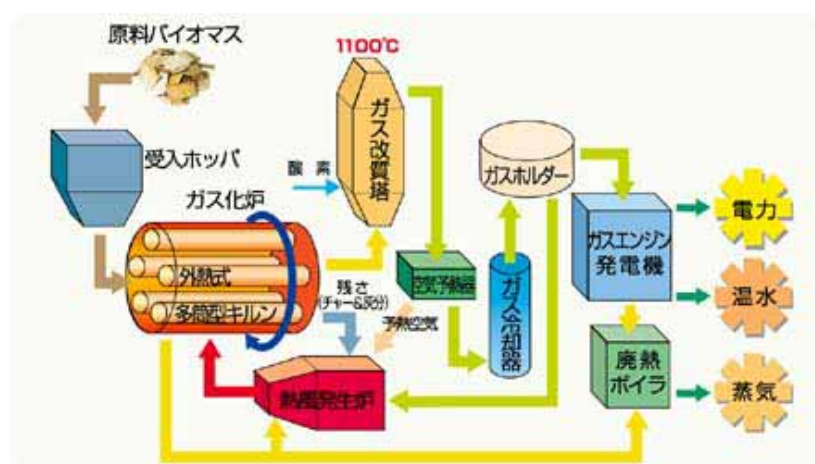 原料バイオマス
1100℃
受入ホッパ
ガス改質塔
酸 素
ガス化炉
ガスホルダー
外熱式
多筒型キルン
残さ
(チャー&灰分)
空気予熱器
予熱空気
ガス冷却器
ガスエンジン
発電機
電力
温水
熱風発生炉
廃熱
ボイラ
蒸気